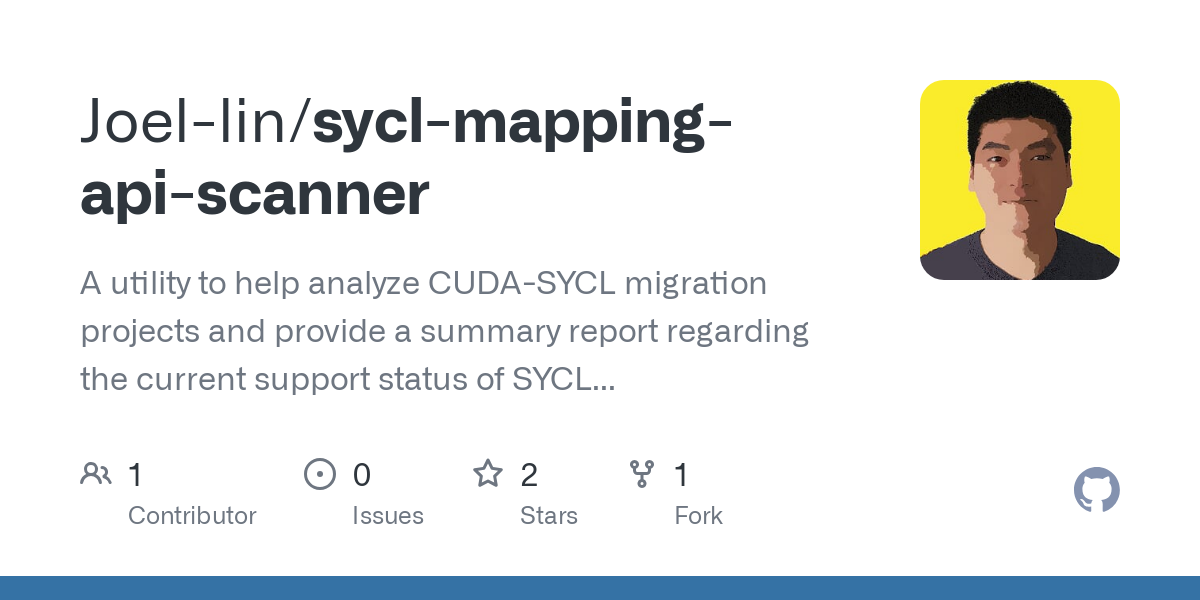 Joel-lin/sycl-mapping-
api-scanner
A utility to help analyze CUDA-SYCL migration
projects and provide a summary report regarding
the current support status of SYCL...
1 0 2 1
Contributor Issues Stars Fork